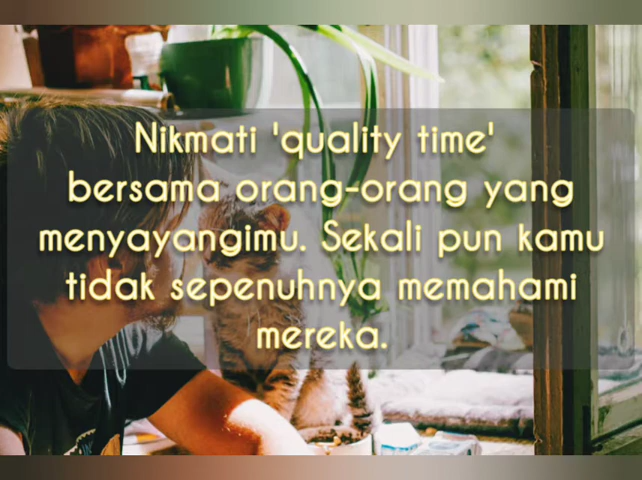 Nikmati 'quality time'
bersama orang-orang yang
menyayangimu. Sekali pun kamu
tidak sepenuhnya memahami
mereka.